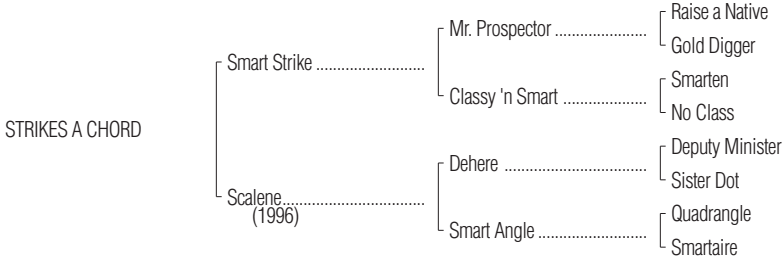 Raise a Native
Mr. Prospector ......................
Gold Digger
Smart Strike ..........................
Smarten
Classy 'n Smart ....................
No Class
STRIKES A CHORD
Deputy Minister
Dehere ..................................
Sister Dot
Scalene..................................
(1996)
Quadrangle
Smart Angle ..........................
Smartaire